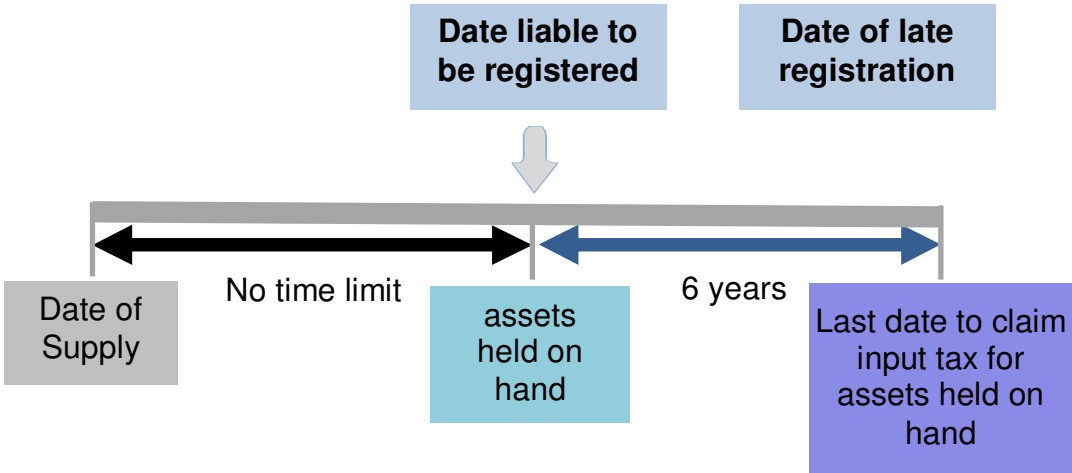 Date liable to
be registered
Date of late
registration
No time limit
6 years
Date of
Supply
assets
held on
hand
Last date to claim
input tax for
assets held on
hand